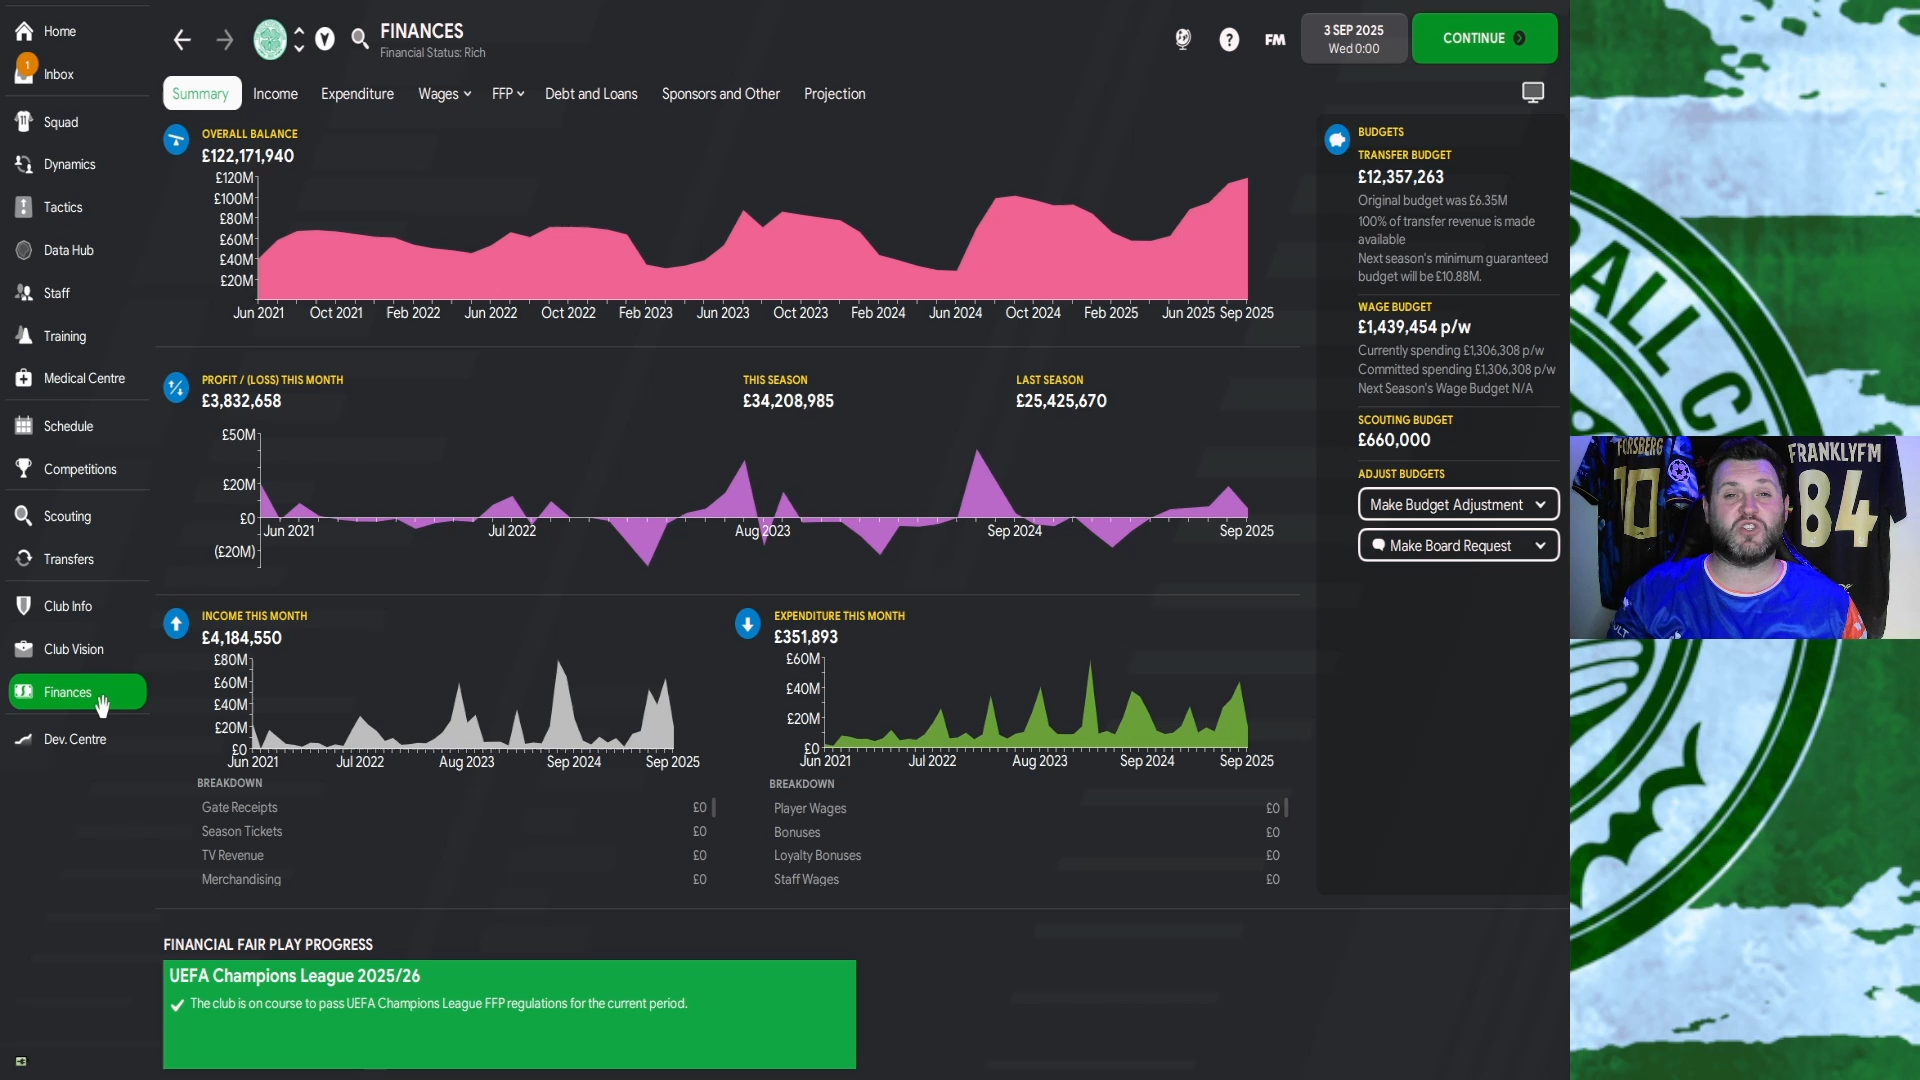 Home
1
Inbox
Squad
Dynamics
Tactics
Data Hub
Staff
Training
Medical Centre
Schedule
Competitions
Scouting
Transfers
Club Info
Club Vision
Finances
Dev. Centre
FINANCES
Financial Status: Rich
FM
3 SEP 2025
Wed 0:00
CONTINUE
Summary
Income
Expenditure
Wages
FFP
Debt and Loans
Sponsors and Other
Projection
OVERALL BALANCE
£122,171,940
£120M
£100M
£80M
£60M
£40M
£20M
Jun 2021 Oct 2021 Feb 2022 Jun 2022 Oct 2022 Feb 2023 Jun 2023 Oct 2023 Feb 2024 Jun 2024 Oct 2024 Feb 2025 Jun 2025 Sep 2025
PROFIT / (LOSS) THIS MONTH
£3,832,658
THIS SEASON
£34,208,985
LAST SEASON
£25,425,670
£50M
£20M
£0
(£20M)
Jun 2021 Jul 2022 Aug 2023 Sep 2024 Sep 2025
INCOME THIS MONTH
£4,184,550
£80M
£60M
£40M
£20M
£0
Jun 2021 Jul 2022 Aug 2023 Sep 2024 Sep 2025
BREAKDOWN
Gate Receipts £0
Season Tickets £0
TV Revenue £0
Merchandising £0
EXPENDITURE THIS MONTH
£351,893
£60M
£40M
£20M
£0
Jun 2021 Jul 2022 Aug 2023 Sep 2024 Sep 2025
BREAKDOWN
Player Wages £0
Bonuses £0
Loyalty Bonuses £0
Staff Wages £0
FINANCIAL FAIR PLAY PROGRESS
UEFA Champions League 2025/26
The club is on course to pass UEFA Champions League FFP regulations for the current period.
BUDGETS
TRANSFER BUDGET
£12,357,263
Original budget was £6.35M
100% of transfer revenue is made
available
Next season's minimum guaranteed
budget will be £10.88M.
WAGE BUDGET
£1,439,454 p/w
Currently spending £1,306,308 p/w
Committed spending £1,306,308 p/w
Next Season's Wage Budget N/A
SCOUTING BUDGET
£660,000
ADJUST BUDGETS
Make Budget Adjustment
Make Board Request
ALL CL
FORSBERG
10
FRANKLYFM
84